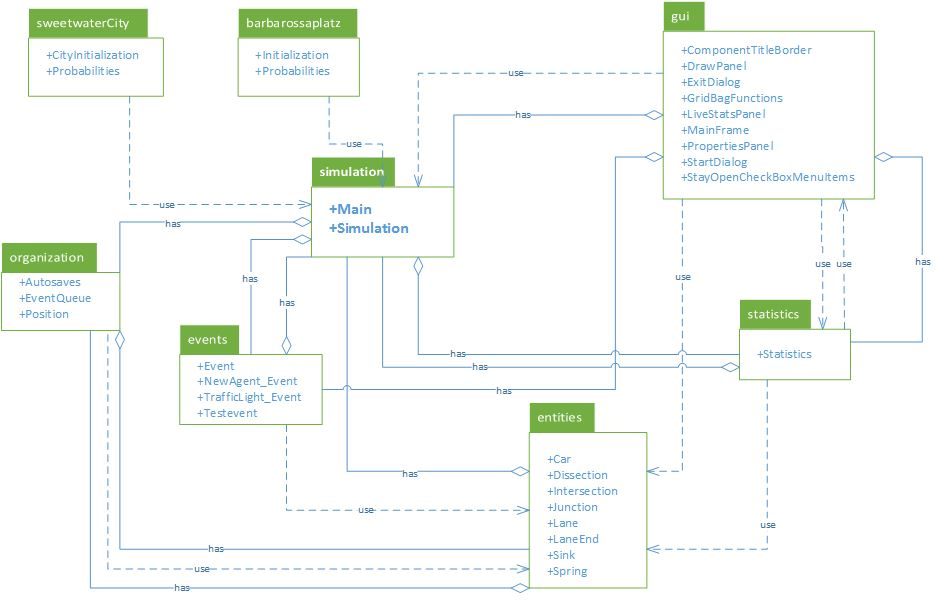 sweetwaterCity
+CityInitialization
+Probabilities
barbarossaplatz
+Initialization
+Probabilities
gui
+ComponentTitleBorder
+DrawPanel
+ExitDialog
+GridBagFunctions
+LiveStatsPanel
+MainFrame
+PropertiesPanel
+StartDialog
+StayOpenCheckBoxMenuItems
use
has
use
simulation
+Main
+Simulation
use
has
organization
+Autosaves
+EventQueue
+Position
has
has
use
use
use
has
statistics
+Statistics
events
+Event
+NewAgent_Event
+TrafficLight_Event
+Testevent
has
has
has
entities
+Car
+Dissection
+Intersection
+Junction
+Lane
+LaneEnd
+Sink
+Spring
has
use
use
has
use
has